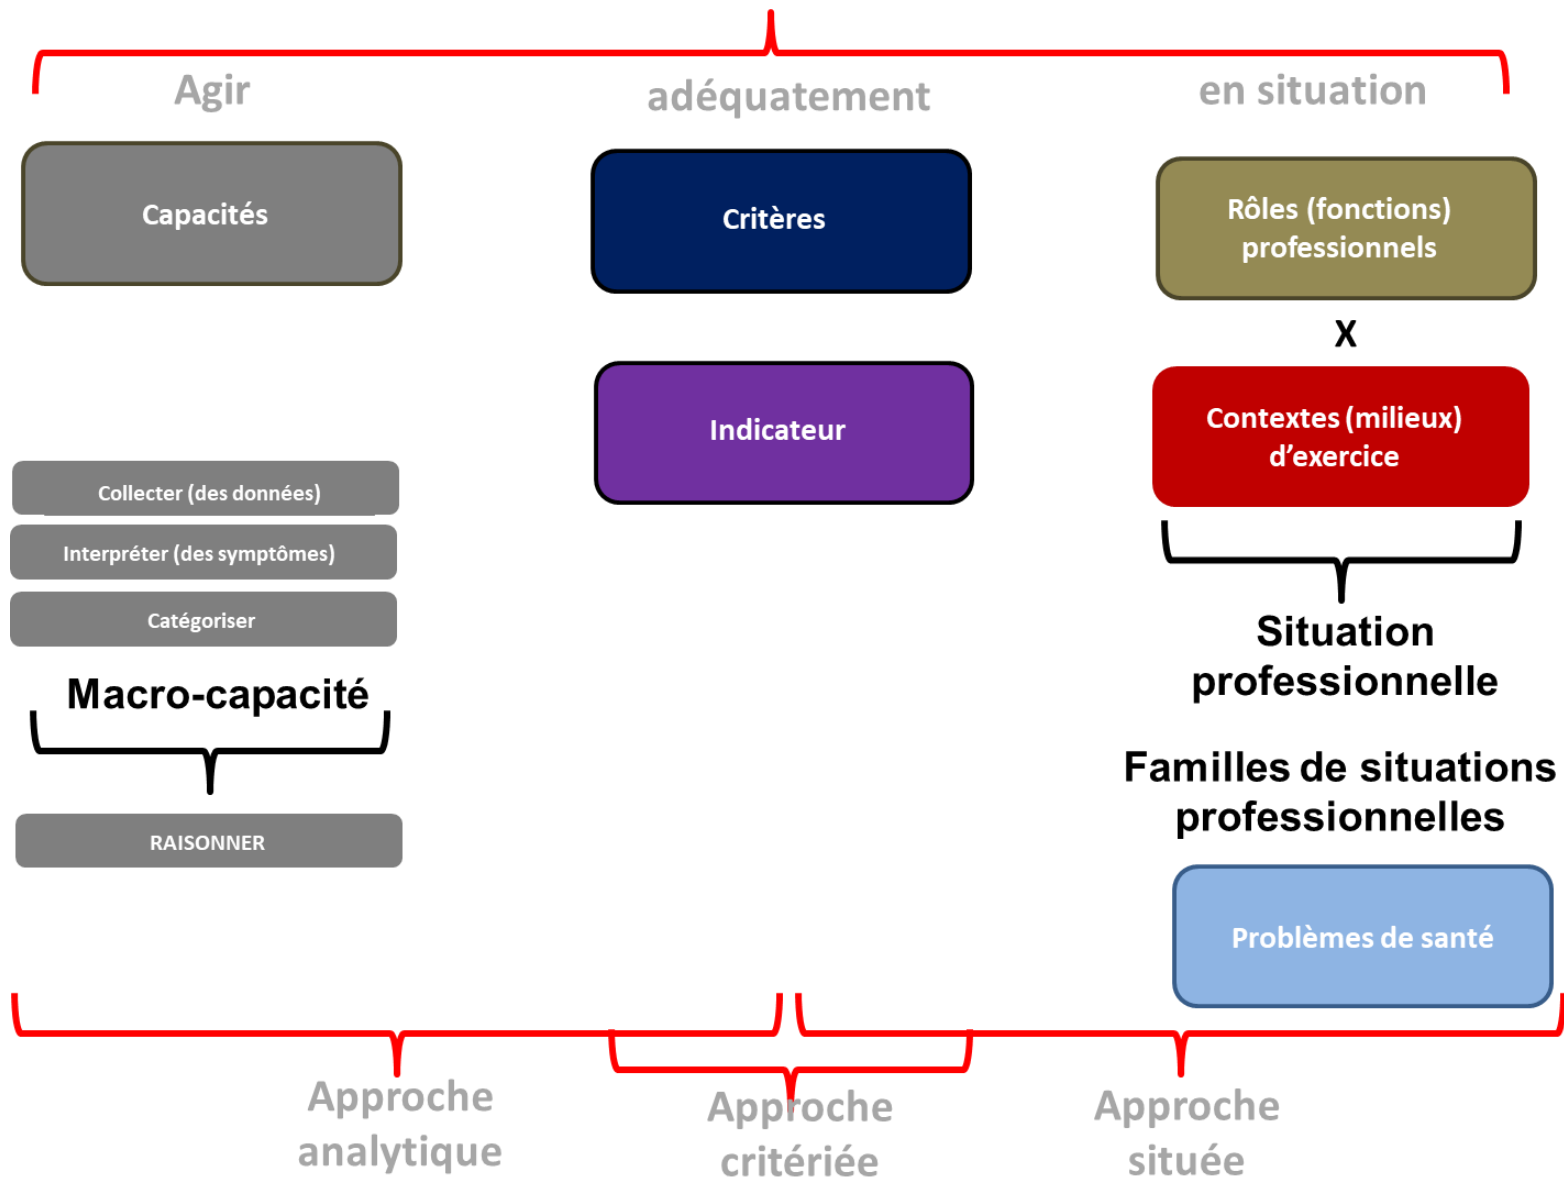 Agir
adéquatement
en situation
Capacités
Critères
Rôles (fonctions)
professionnels
X
Indicateur
Contextes (milieux)
d’exercice
Collecter (des données)
Interpréter (des symptômes)
Catégoriser
Macro-capacité
RAISONNER
Situation
professionnelle
Familles de situations
professionnelles
Problèmes de santé
Approche
analytique
Approche
critériée
Approche
située